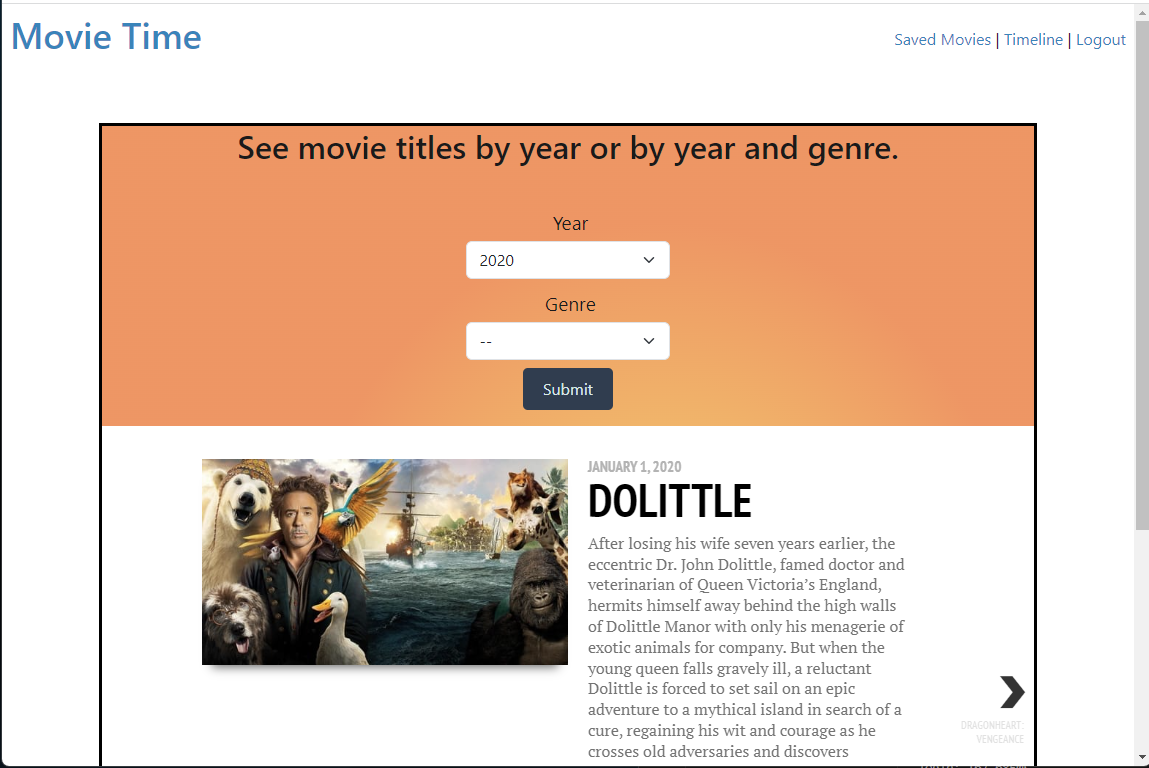 Movie Time
Saved Movies | Timeline | Logout
See movie titles by year or by year and genre.
Year
2020
Genre
--
Submit
JANUARY 1, 2020
DOLITTLE
After losing his wife seven years earlier, the
eccentric Dr. John Dolittle, famed doctor and
veterinarian of Queen Victoria’s England,
hermits himself away behind the high walls
of Dolittle Manor with only his menagerie of
exotic animals for company. But when the
young queen falls gravely ill, a reluctant
Dolittle is forced to set sail on an epic
adventure to a mythical island in search of a
cure, regaining his wit and courage as he
crosses old adversaries and discovers
DRAGONHEART:
VENGEANCE